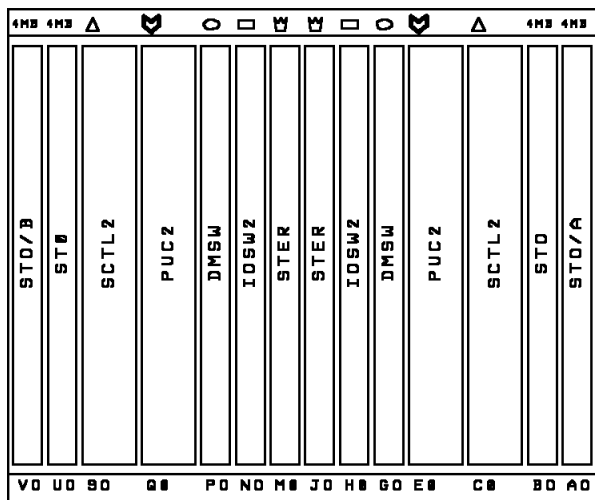 4MB 4MB 4MB 4MB
STO/B ST0 SCTL2 PUC2 DMSW IOSW2 STER STER IOSW2 DMSW PUC2 SCTL2 STO STO/A
V0 U0 S0 Q0 P0 N0 M0 J0 H0 G0 E0 C0 B0 A0